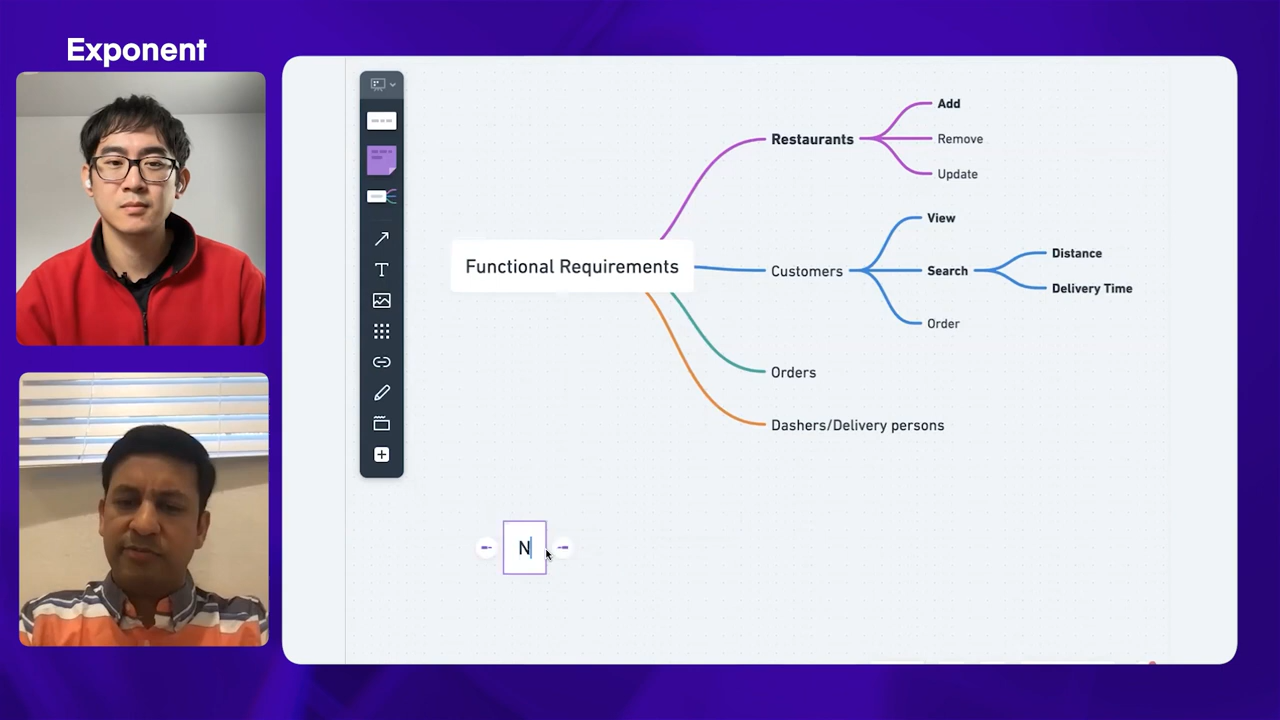 Exponent
Add
Restaurants
Remove
Update
View
Functional Requirements
Customers
Search
Distance
Delivery Time
Order
Orders
Dashers/Delivery persons
N
T